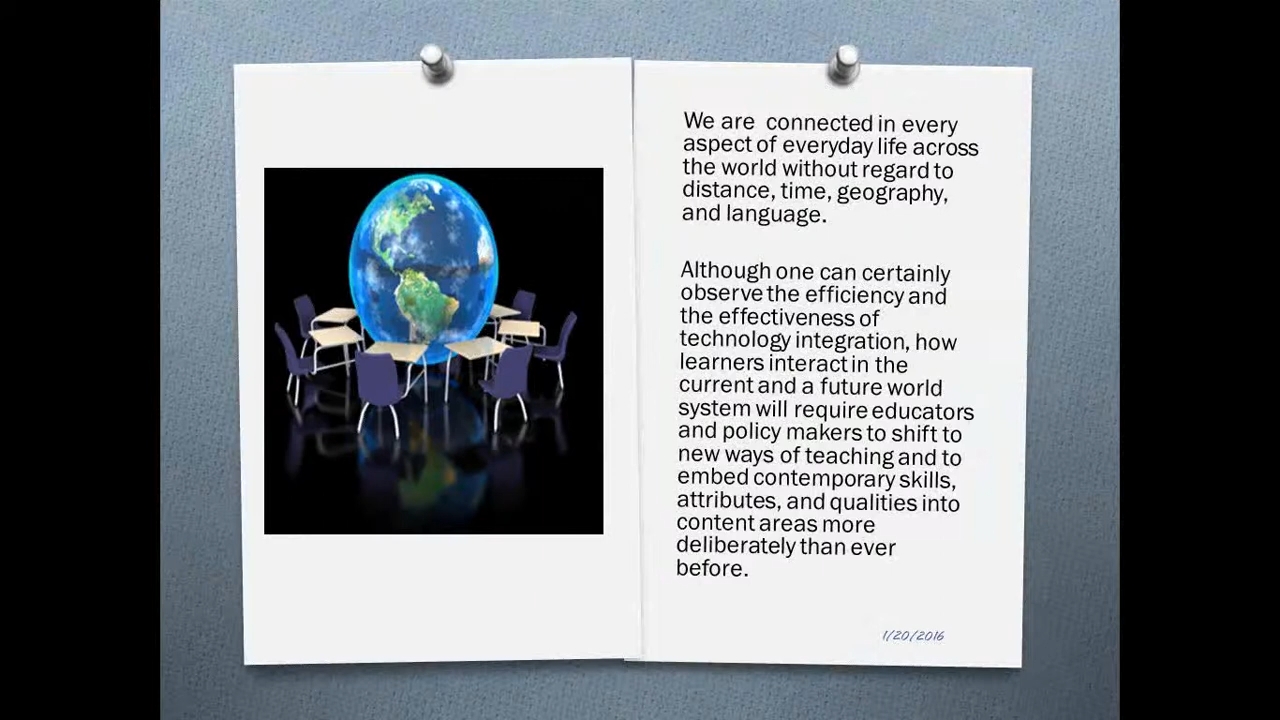 We are  connected in every
aspect of everyday life across
the world without regard to
distance, time, geography,
and language.
Although one can certainly
observe the efficiency and
the effectiveness of
technology integration, how
learners interact in the
current and a future world
system will require educators
and policy makers to shift to
new ways of teaching and to
embed contemporary skills,
attributes, and qualities into
content areas more
deliberately than ever
before.
1/20/2016